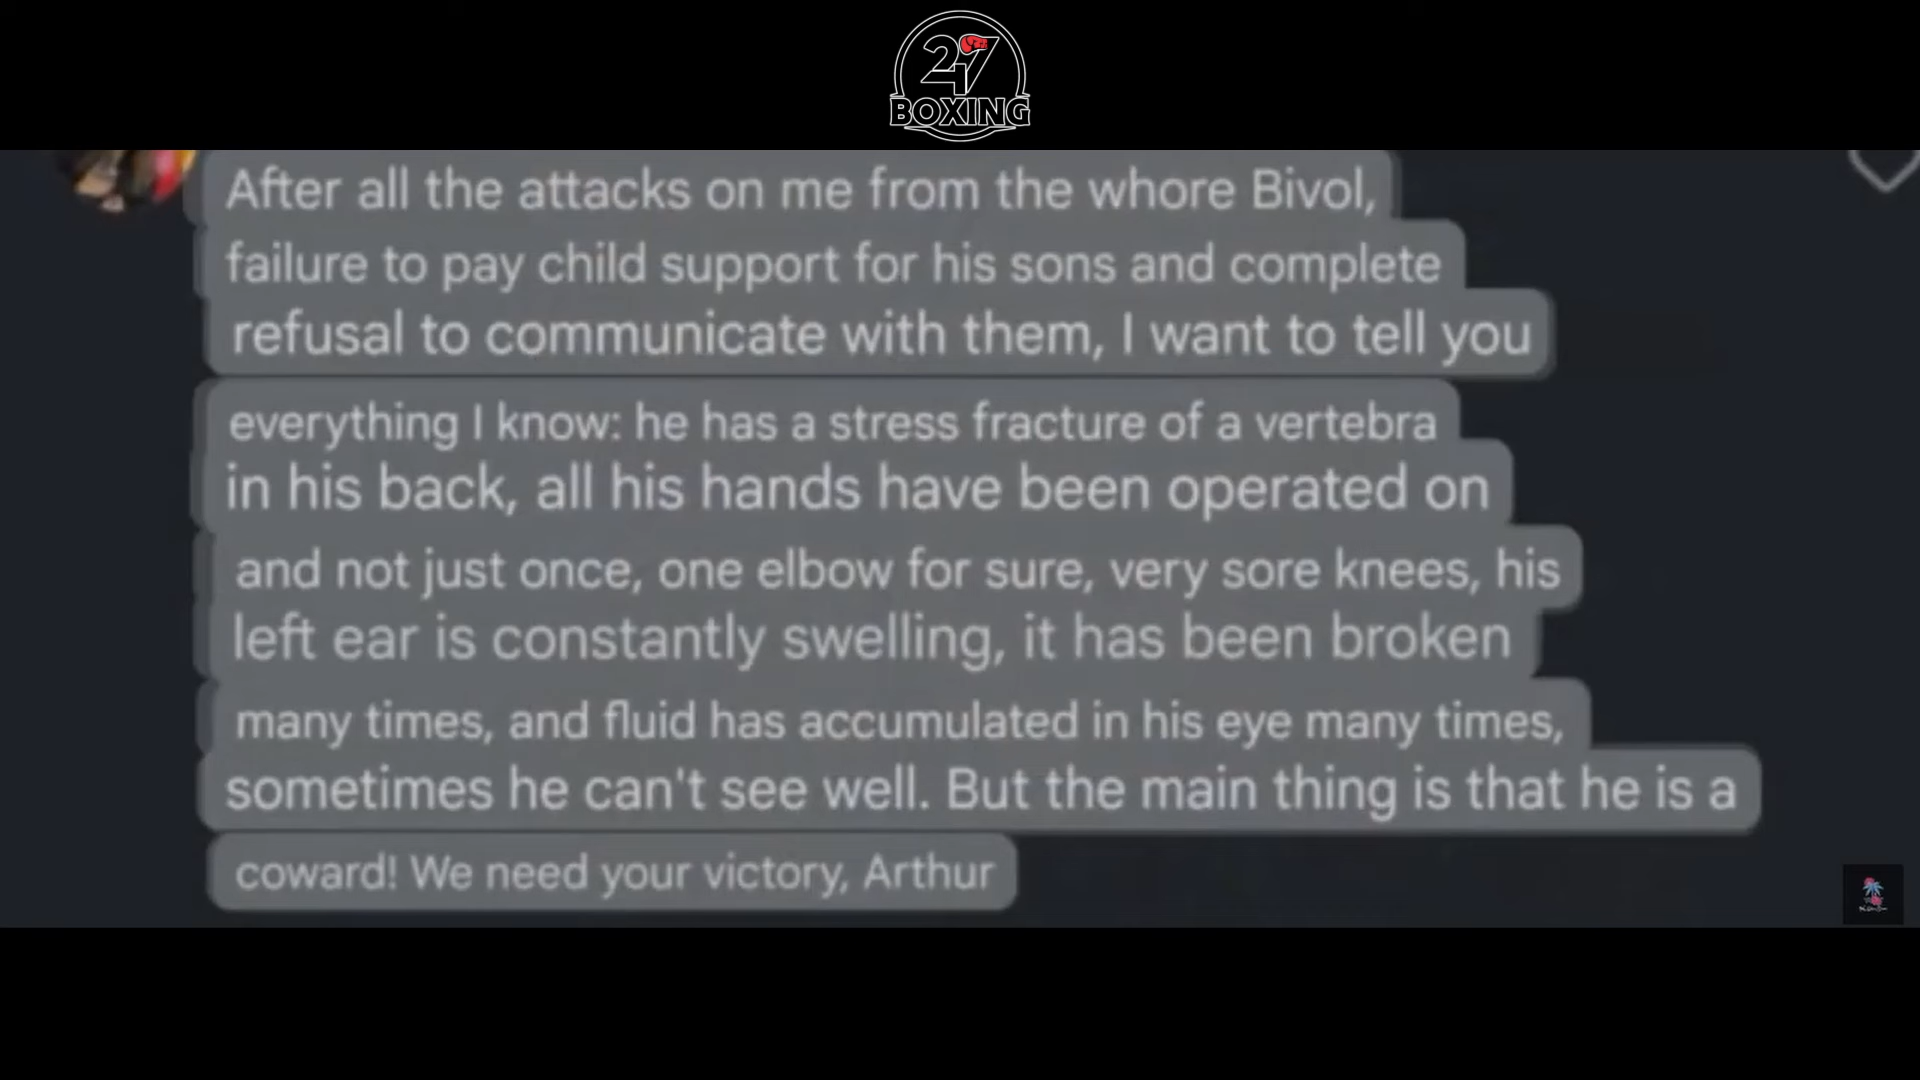 247
BOXING
After all the attacks on me from the whore Bivol,
failure to pay child support for his sons and complete
refusal to communicate with them, I want to tell you
everything I know: he has a stress fracture of a vertebra
in his back, all his hands have been operated on
and not just once, one elbow for sure, very sore knees, his
left ear is constantly swelling, it has been broken
many times, and fluid has accumulated in his eye many times,
sometimes he can't see well. But the main thing is that he is a
coward! We need your victory, Arthur